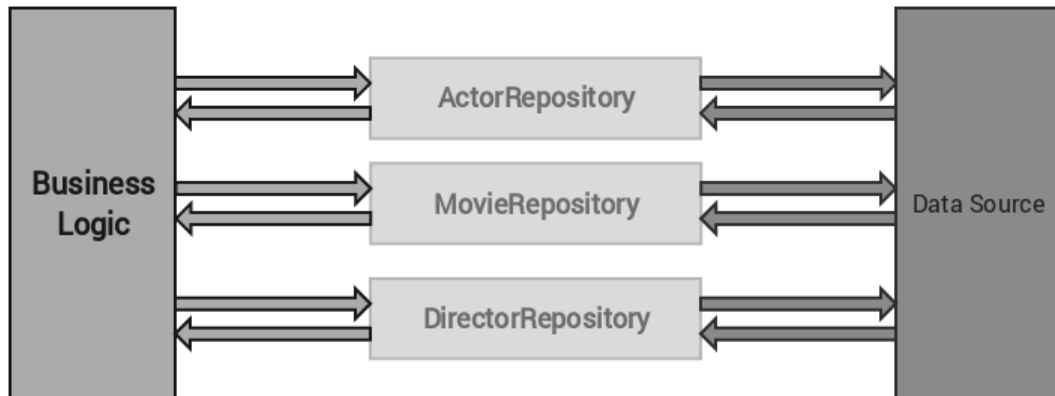 Business
Logic
ActorRepository
MovieRepository
DirectorRepository
Data Source